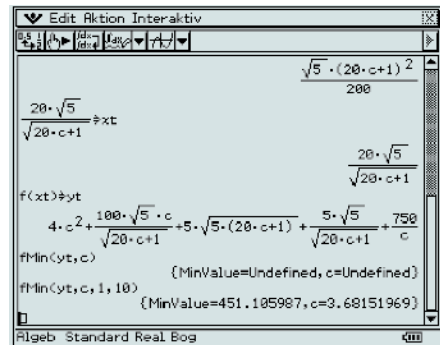 Edit Aktion Interaktiv
√5·(20·c+1)²/200
20·√5/√(20·c+1)⇒xt
20·√5/√(20·c+1)
f(xt)⇒yt
4·c²+100·√5·c/√(20·c+1)+5·√(5·(20·c+1))+5·√5/√(20·c+1)+750/c
fMin(yt,c)
{MinValue=Undefined,c=Undefined}
fMin(yt,c,1,10)
{MinValue=451.105987,c=3.68151969}
Algeb Standard Real Bog